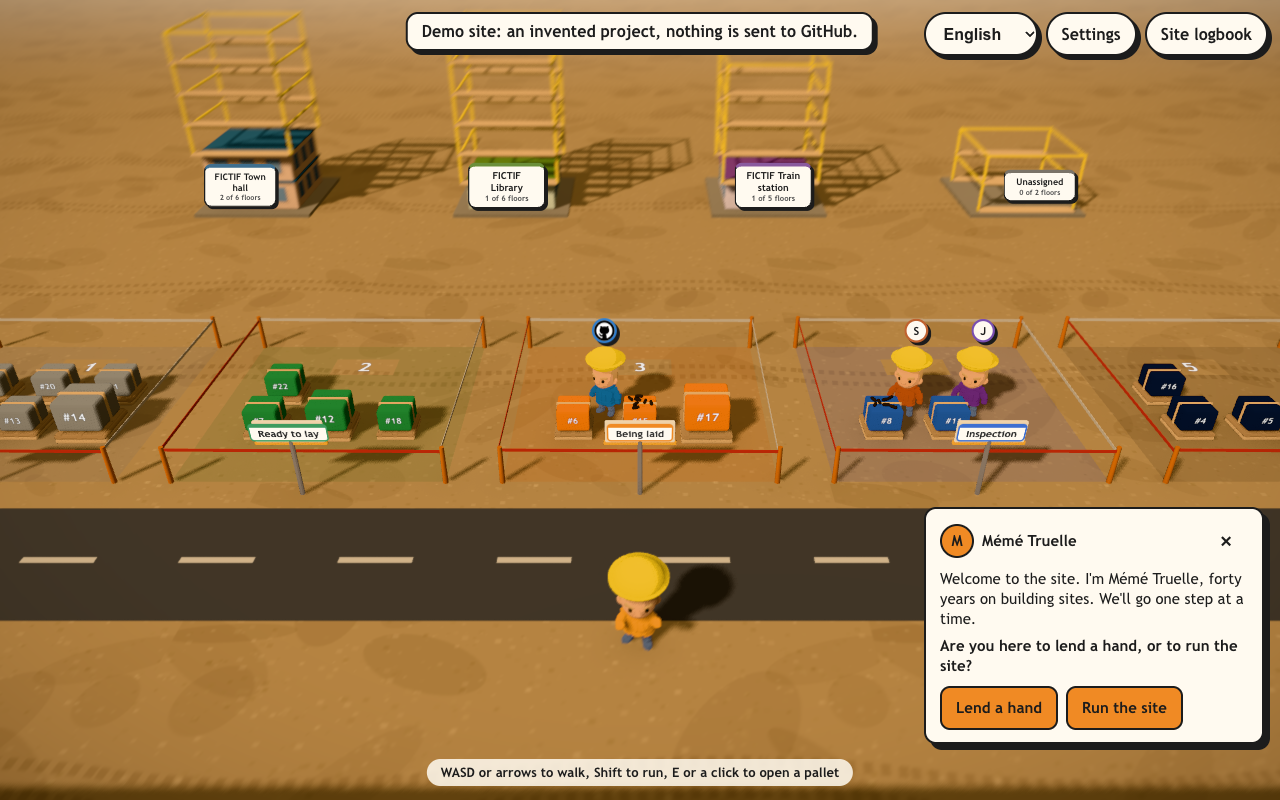 Demo site: an invented project, nothing is sent to GitHub.
English
Settings
Site logbook
FICTIF Town
hall
2 of 6 floors
FICTIF
Library
1 of 6 floors
FICTIF Train
station
1 of 5 floors
Unassigned
0 of 2 floors
S
J
1
2
3
5
#20
#22
#16
#13
#14
#12
#18
#6
#17
#8
#4
#5
Ready to lay
Being laid
Inspection
M
Mémé Truelle
×
Welcome to the site. I'm Mémé Truelle, forty
years on building sites. We'll go one step at a
time.
Are you here to lend a hand, or to run the
site?
Lend a hand
Run the site
WASD or arrows to walk, Shift to run, E or a click to open a pallet